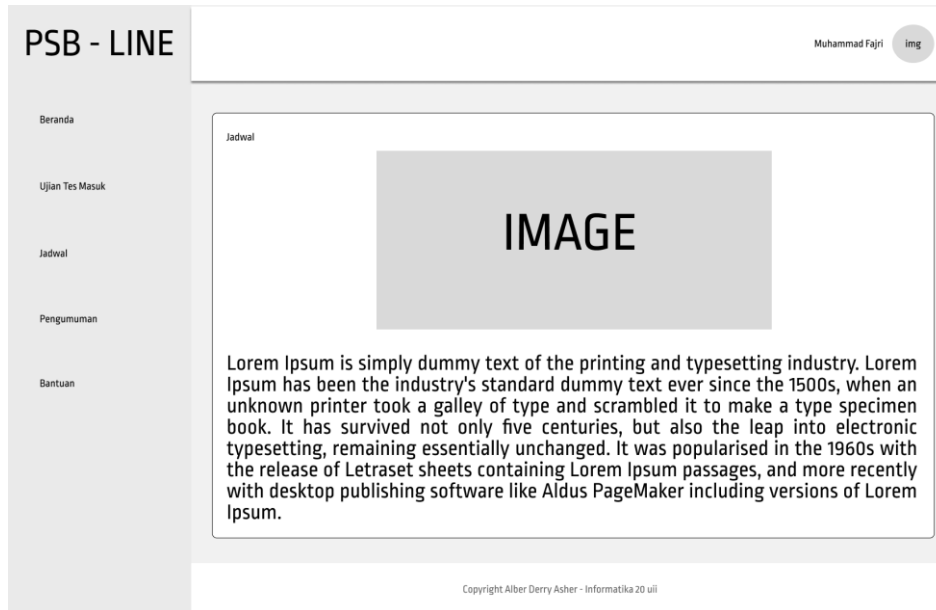 PSB - LINE
Muhammad Fajri
img
Beranda
Ujian Tes Masuk
Jadwal
Pengumuman
Bantuan
Jadwal
IMAGE
Lorem Ipsum is simply dummy text of the printing and typesetting industry. Lorem
Ipsum has been the industry's standard dummy text ever since the 1500s, when an
unknown printer took a galley of type and scrambled it to make a type specimen
book. It has survived not only five centuries, but also the leap into electronic
typesetting, remaining essentially unchanged. It was popularised in the 1960s with
the release of Letraset sheets containing Lorem Ipsum passages, and more recently
with desktop publishing software like Aldus PageMaker including versions of Lorem
Ipsum.
Copyright Alber Derry Asher - Informatika 20 uii